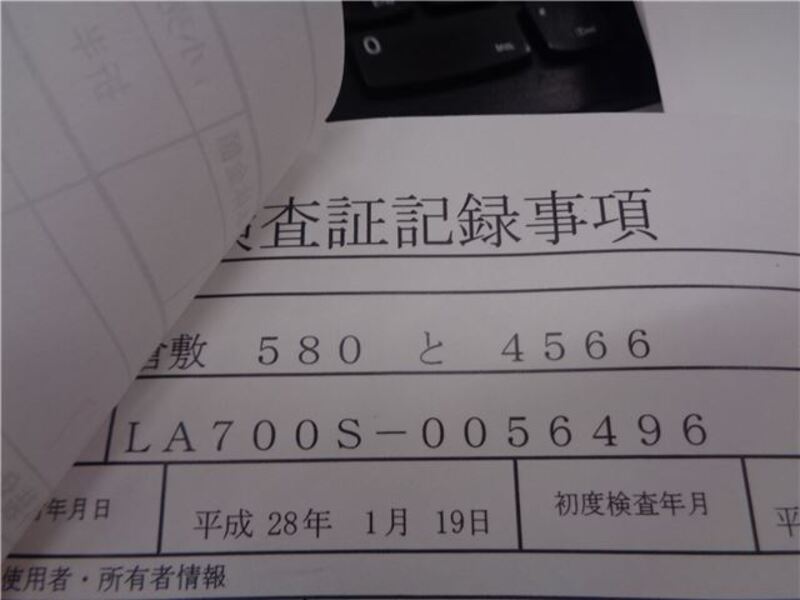 査証記録事項
倉敷 580 と 4566
LA700S-0056496
年月日 平成 28年 1月 19日 初度検査年月 平
使用者・所有者情報